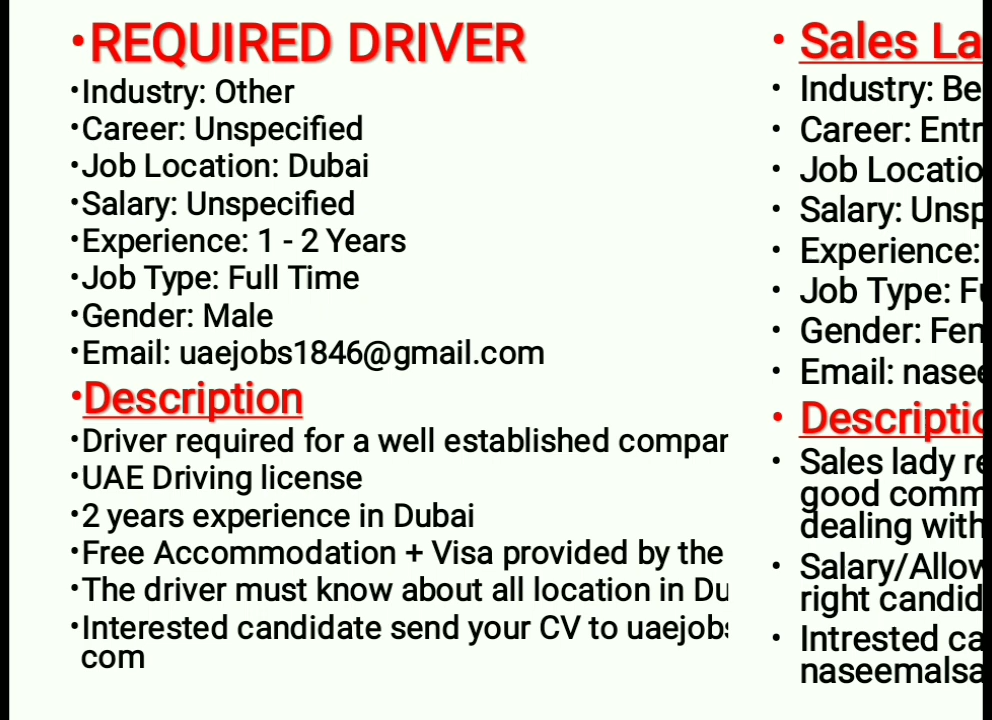 •REQUIRED DRIVER
•Industry: Other
•Career: Unspecified
•Job Location: Dubai
•Salary: Unspecified
•Experience: 1 - 2 Years
•Job Type: Full Time
•Gender: Male
•Email: uaejobs1846@gmail.com
•Description
•Driver required for a well established
•UAE Driving license
•2 years experience in Dubai
•Free Accommodation + Visa provided by the
•The driver must know about all location in
•Interested candidate send your CV to uaejobs
com
• Sales
• Industry:
• Career:
• Job
• Salary:
• Experience:
• Job Type:
• Gender:
• Email:
•
• Sales lady
good
dealing with
•
right
• Intrested